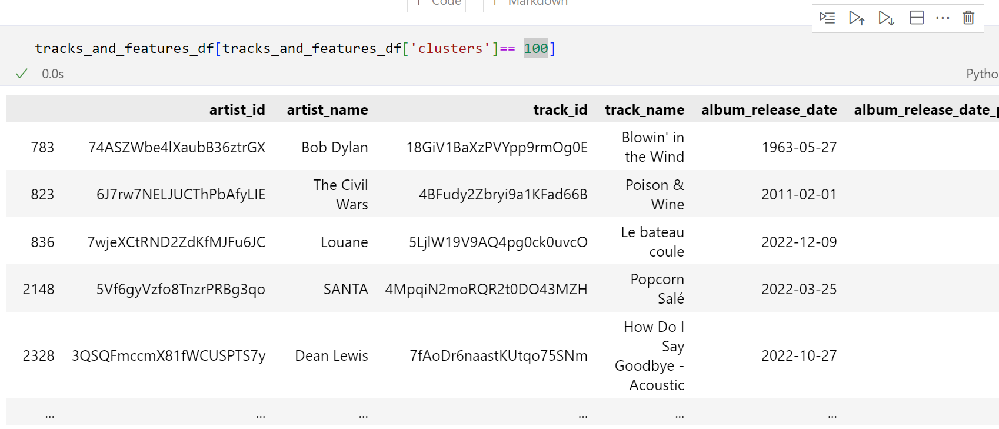 Code Markdown
tracks_and_features_df[tracks_and_features_df['clusters']== 100]
0.0s
Pytho
artist_id artist_name track_id track_name album_release_date album_release_date_p
783 74ASZWbe4lXaubB36ztrGX Bob Dylan 18GiV1BaXzPVYpp9rmOg0E Blowin' in
the Wind 1963-05-27
823 6J7rw7NELJUCThPbAfyLIE The Civil
Wars 4BFudy2Zbryi9a1KFad66B Poison &
Wine 2011-02-01
836 7wjeXCtRND2ZdKfMJFu6JC Louane 5LjlW19V9AQ4pg0ck0uvcO Le bateau
coule 2022-12-09
2148 5Vf6gyVzfo8TnzrPRBg3qo SANTA 4MpqiN2moRQR2t0DO43MZH Popcorn
Salé 2022-03-25
2328 3QSQFmccmX81fWCUSPTS7y Dean Lewis 7fAoDr6naastKUtqo75SNm How Do I
Say
Goodbye -
Acoustic 2022-10-27
... ... ... ... ... ...